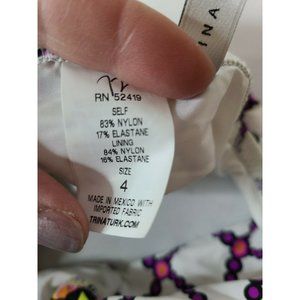 INA
RN 52419
SELF
83% NYLON
17% ELASTANE
LINING
84% NYLON
16% ELASTANE
SIZE
4
MADE IN MEXICO WITH
IMPORTED FABRIC
TRINATURK.COM